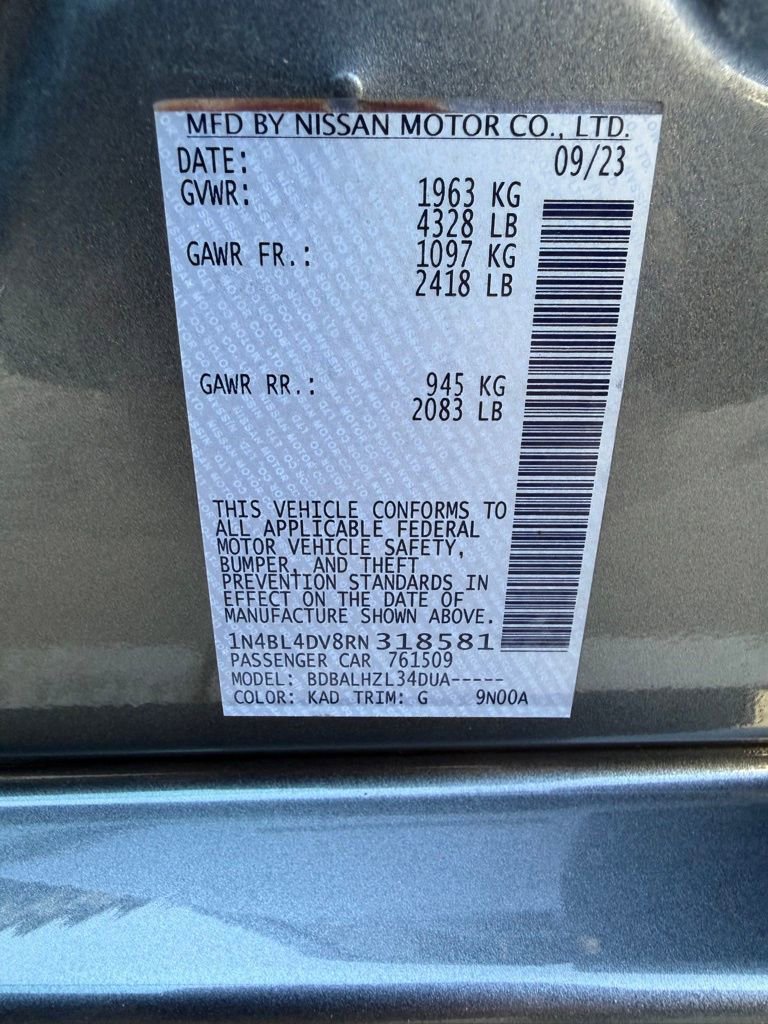 MFD BY NISSAN MOTOR CO., LTD.
DATE: 09/23
GVWR: 1963 KG
4328 LB
GAWR FR.: 1097 KG
2418 LB
GAWR RR.: 945 KG
2083 LB
THIS VEHICLE CONFORMS TO
ALL APPLICABLE FEDERAL
MOTOR VEHICLE SAFETY,
BUMPER, AND THEFT
PREVENTION STANDARDS IN
EFFECT ON THE DATE OF
MANUFACTURE SHOWN ABOVE.
1N4BL4DV8RN318581
PASSENGER CAR 761509
MODEL: BDBALHZL34DUA-----
COLOR: KAD TRIM: G 9N00A